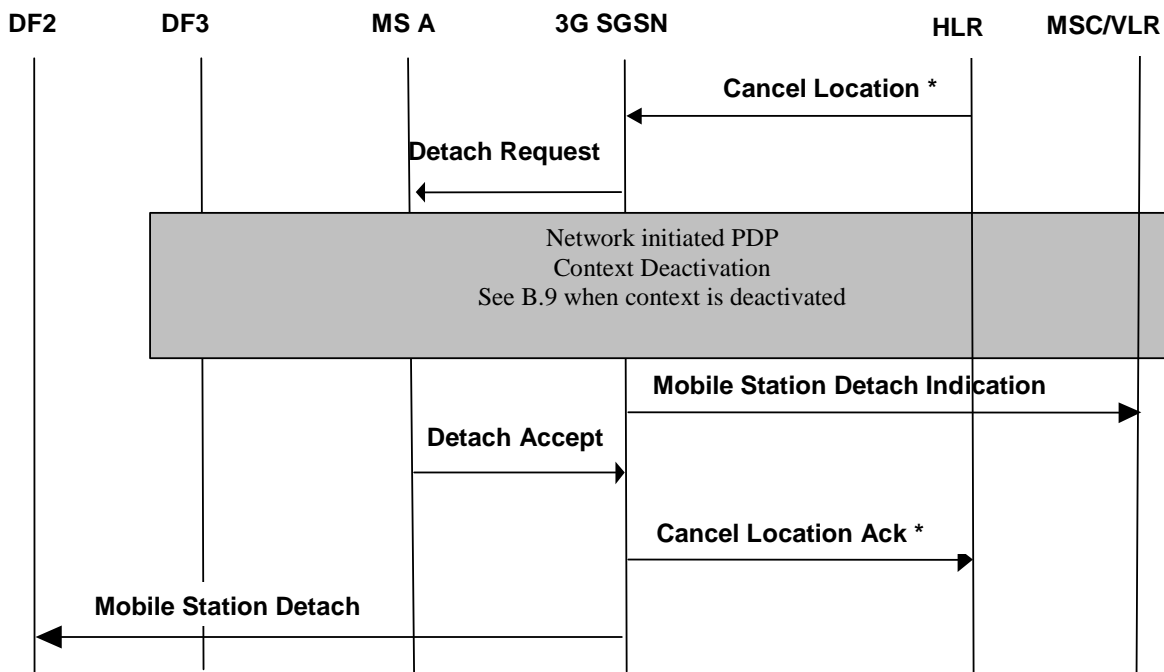 DF2 DF3 MS A 3G SGSN HLR MSC/VLR
Cancel Location *
Detach Request
Network initiated PDP
Context Deactivation
See B.9 when context is deactivated
Mobile Station Detach Indication
Detach Accept
Cancel Location Ack *
Mobile Station Detach